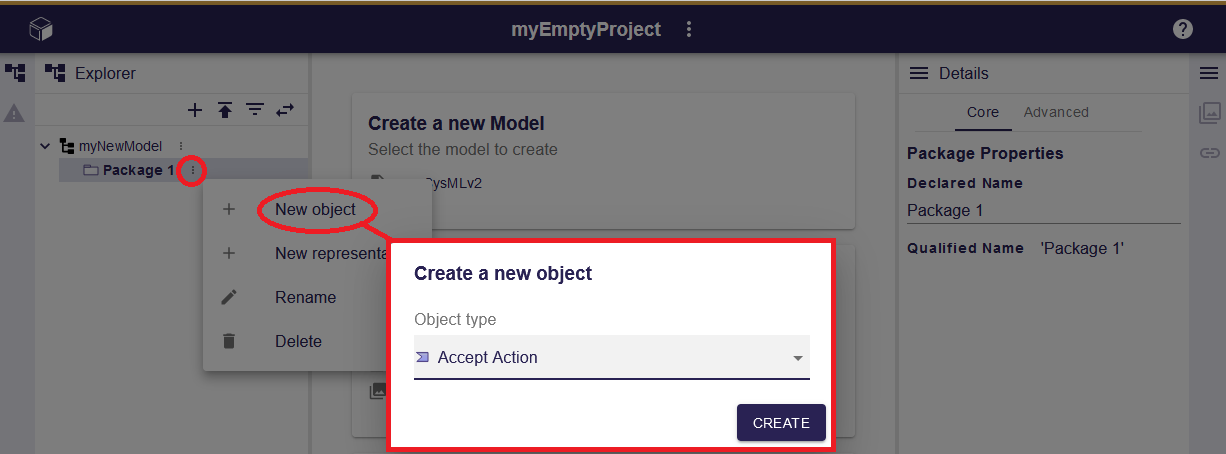 myEmptyProject
Explorer
Details
Core Advanced
Create a new Model
Select the model to create
myNewModel
Package 1
Package Properties
Declared Name
Package 1
SysMLv2
New object
Qualified Name 'Package 1'
New representa
Create a new object
Rename
Object type
Delete
Accept Action
CREATE